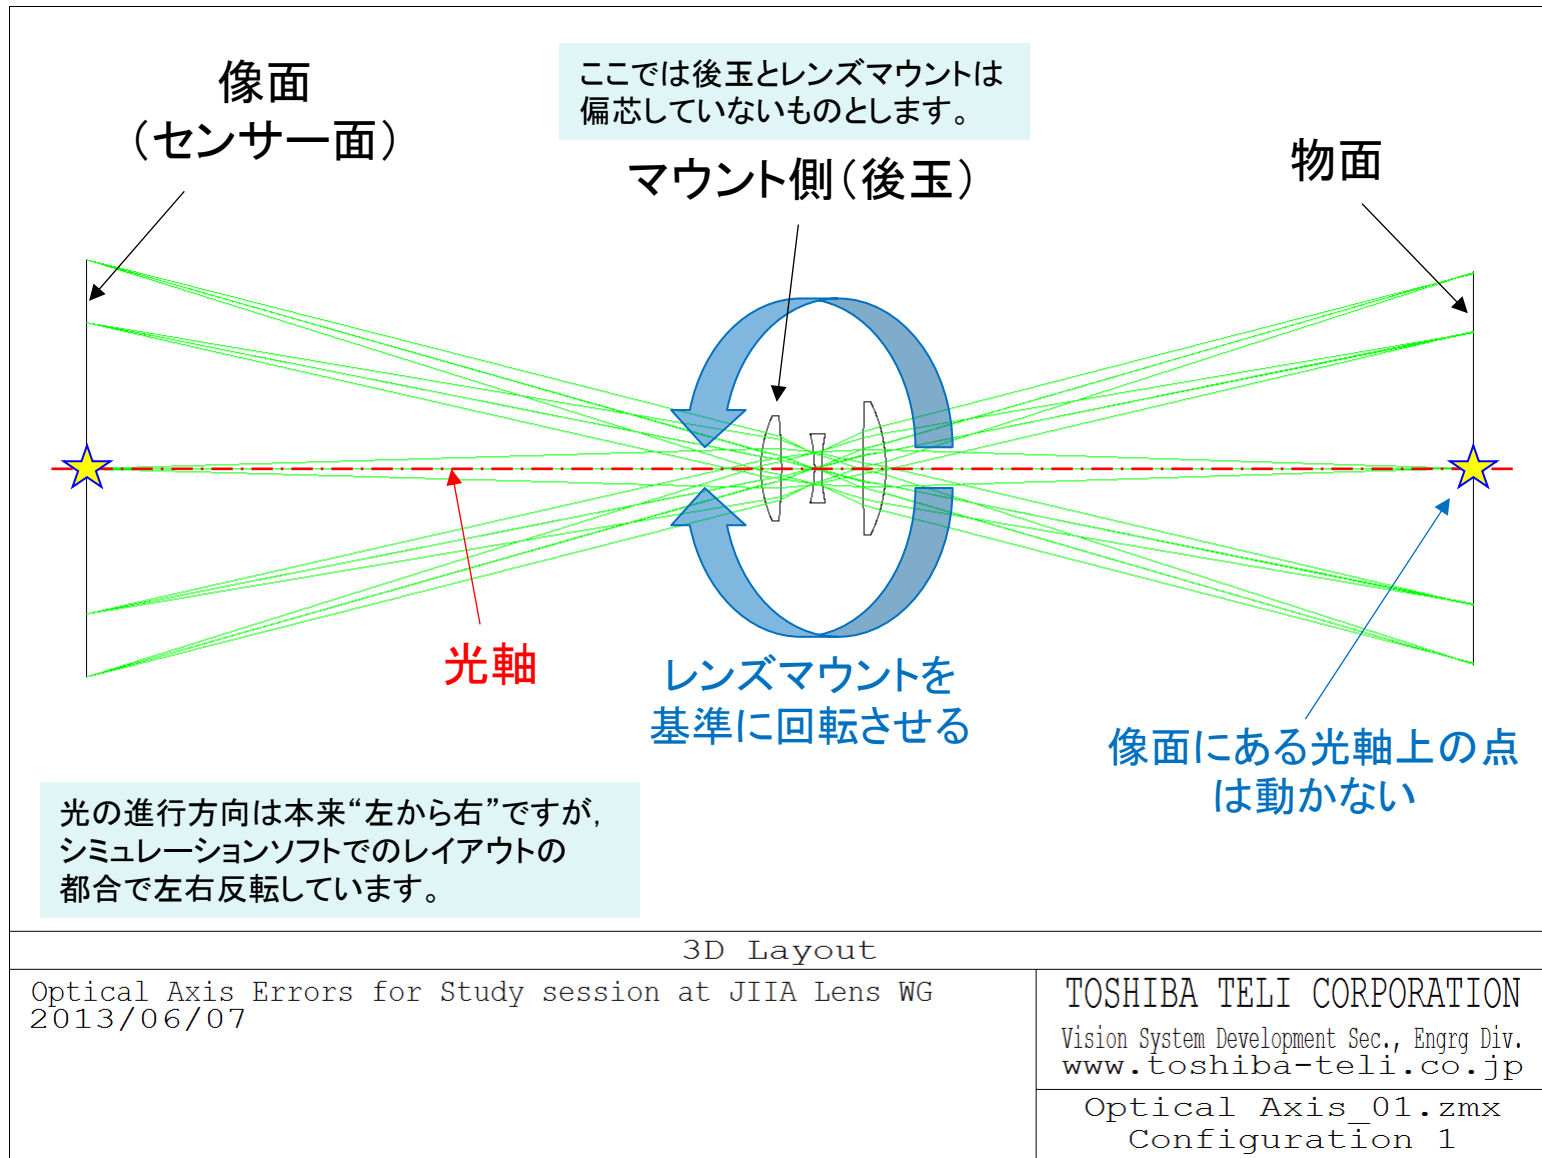 像面
(センサー面)
ここでは後玉とレンズマウントは
偏芯していないものとします。
マウント側(後玉)
物面
光軸
レンズマウントを
基準に回転させる
像面にある光軸上の点
は動かない
光の進行方向は本来“左から右”ですが,
シミュレーションソフトでのレイアウトの
都合で左右反転しています。
3D Layout
Optical Axis Errors for Study session at JIIA Lens WG
2013/06/07
TOSHIBA TELI CORPORATION
Vision System Development Sec., Engrg Div.
www.toshiba-teli.co.jp
Optical Axis_01.zmx
Configuration 1